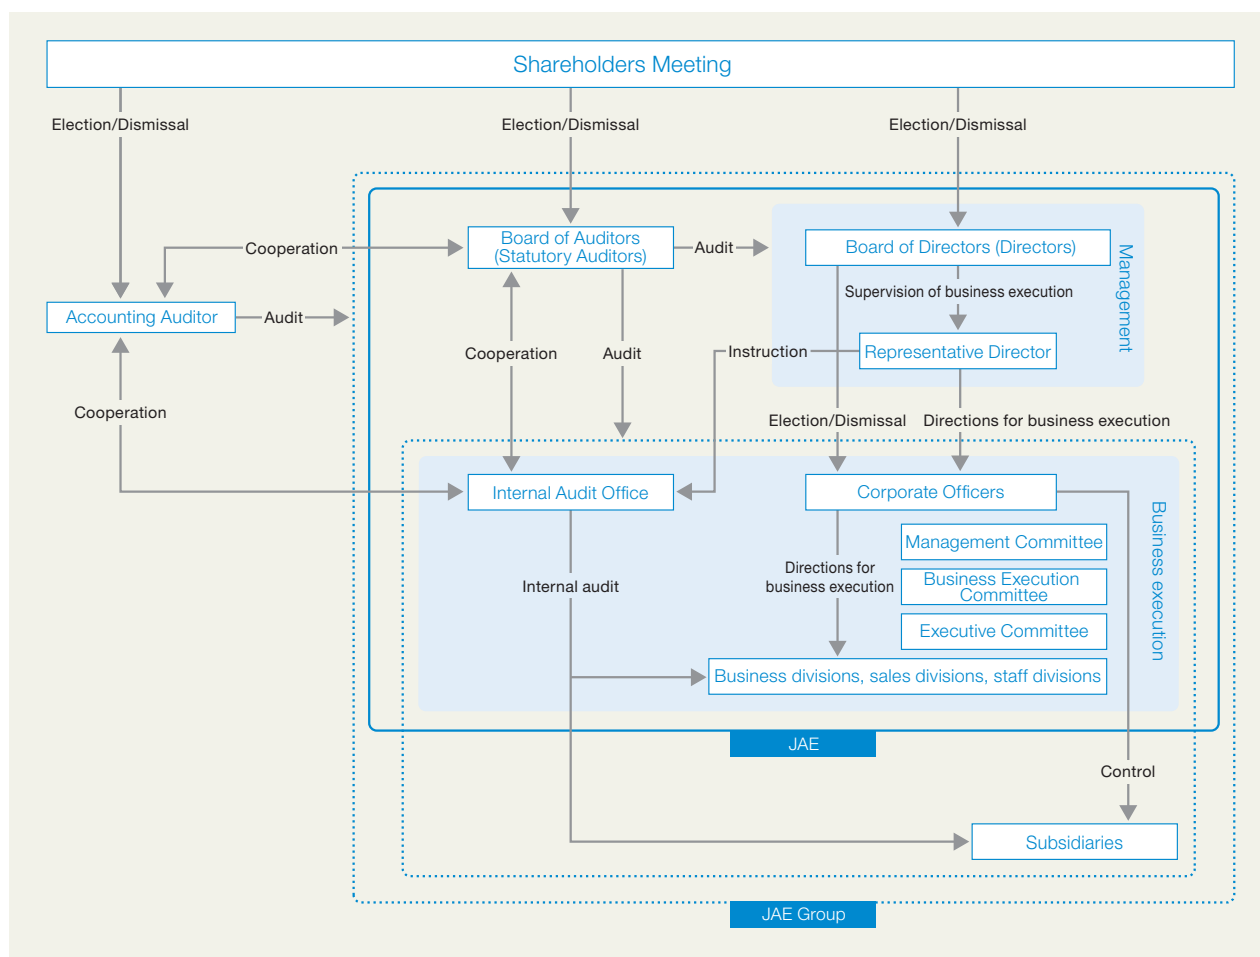 Shareholders Meeting
Election/Dismissal
Election/Dismissal
Election/Dismissal
Board of Auditors
(Statutory Auditors)
Audit
Board of Directors (Directors)
Management
Cooperation
Supervision of business execution
Accounting Auditor
Audit
Cooperation
Audit
Instruction
Representative Director
Cooperation
Election/Dismissal
Directions for business execution
Internal Audit Office
Corporate Officers
Business execution
Management Committee
Directions for
business execution
Business Execution
Committee
Internal audit
Executive Committee
Business divisions, sales divisions, staff divisions
JAE
Control
Subsidiaries
JAE Group